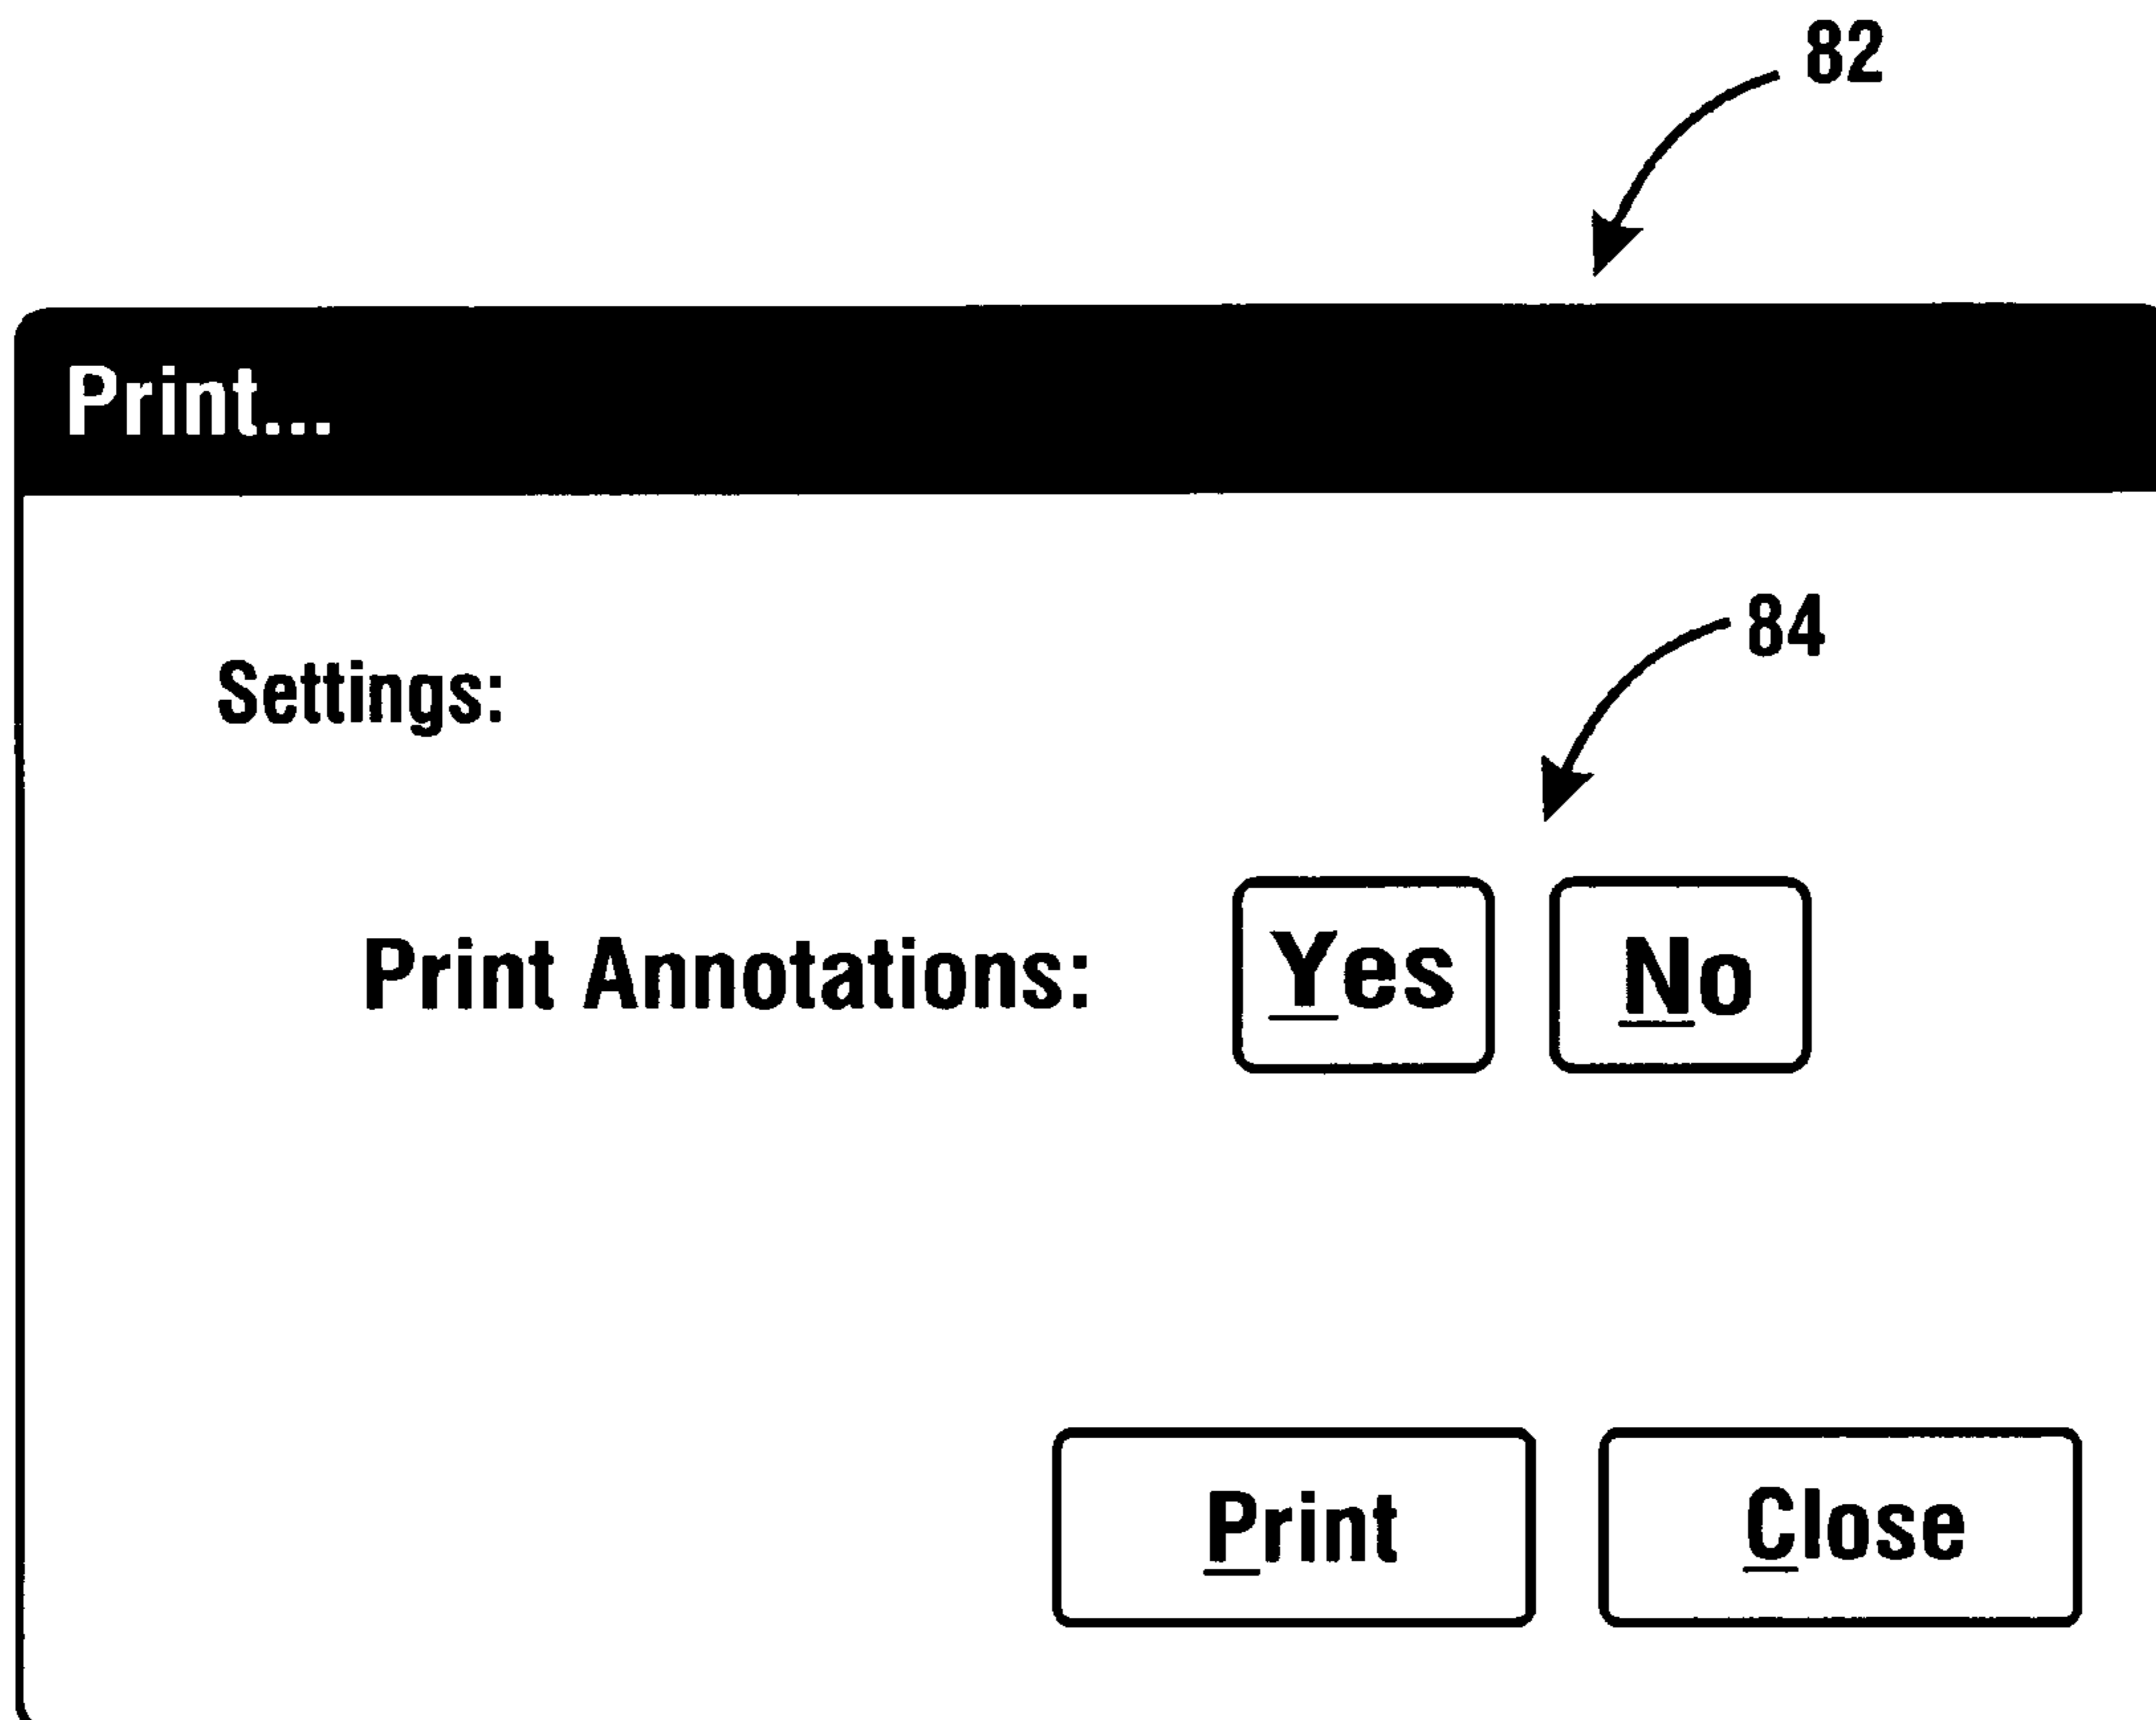 82
Print...
84
Settings:
Print Annotations: Yes No
Print Close